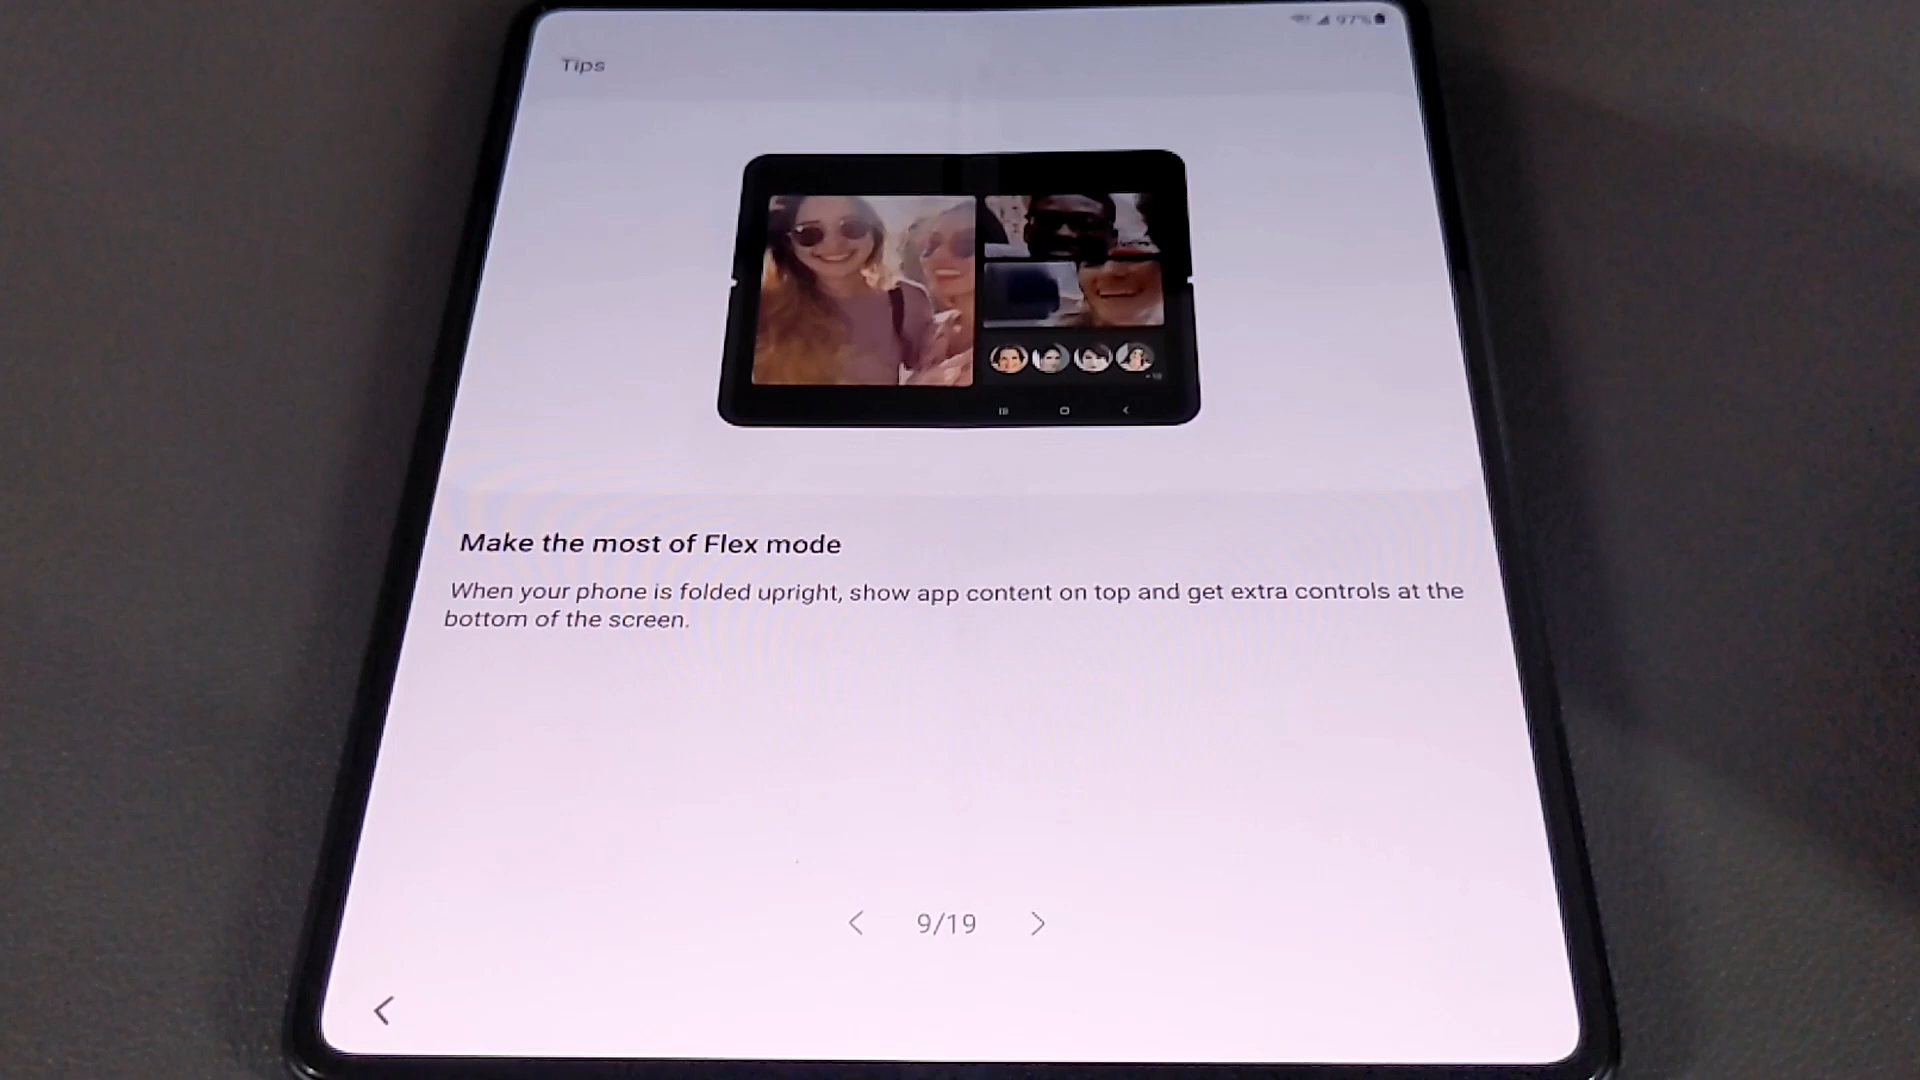 97%
Tips
Make the most of Flex mode
When your phone is folded upright, show app content on top and get extra controls at the
bottom of the screen.
9/19